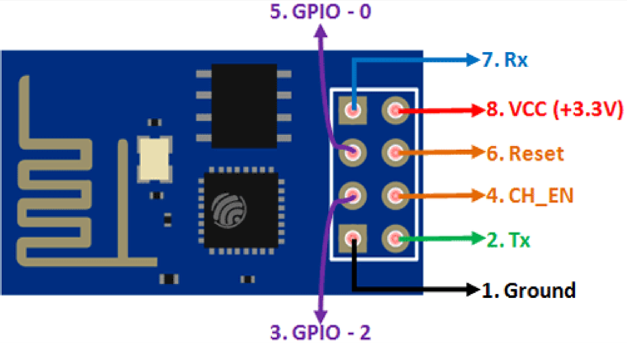 5. GPIO - 0
7. Rx
8. VCC (+3.3V)
6. Reset
4. CH_EN
2. Tx
1. Ground
3. GPIO - 2